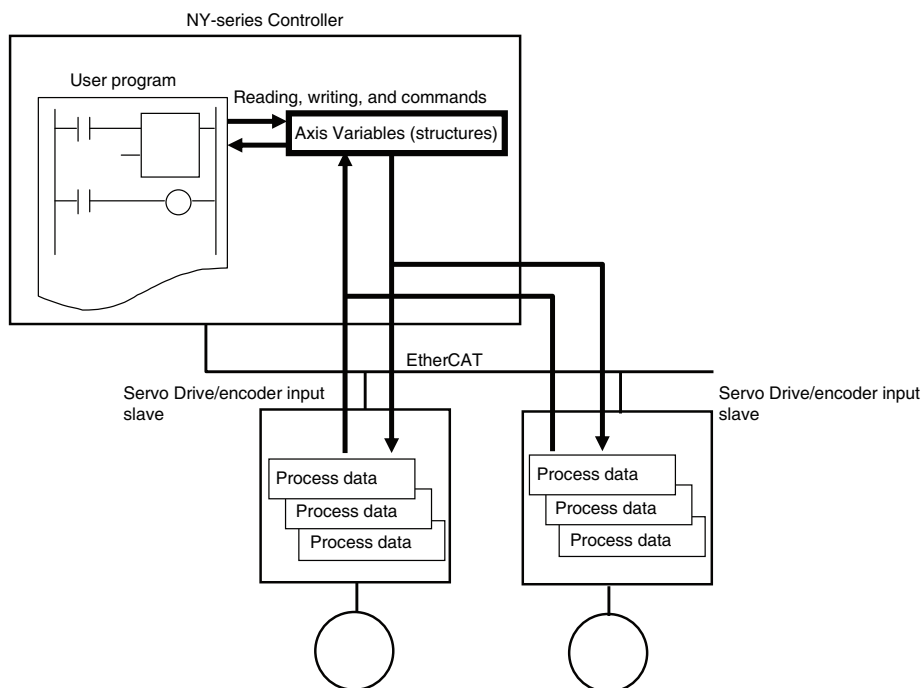 NY-series Controller
User program
Reading, writing, and commands
Axis Variables (structures)
EtherCAT
Servo Drive/encoder input
slave
Servo Drive/encoder input
slave
Process data
Process data
Process data
Process data
Process data
Process data